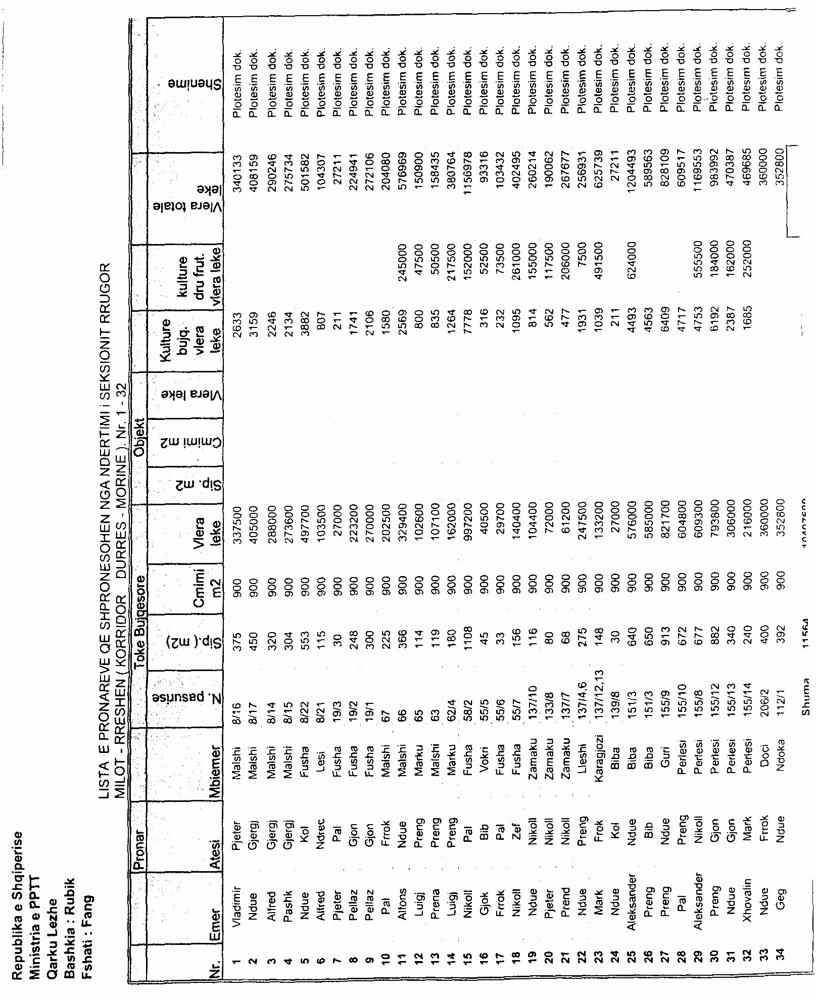 Republika e Shqiperise
Ministria e PPTT
Qarku Lezhe
Bashkia : Rubik
Fshati : Fang
LISTA E PRONAREVE QE SHPRONESOHEN NGA NDERTIMI i SEKSIONIT RRUGOR
MILOT - RRESHEN ( KORRIDOR DURRES - MORINE ). Nr. 1 - 32
Pronar Toke Bujqesore Objekt
Nr. Emer Atesi Mbiemer N. pasurise Sip.( m2) Cmimi m2 Vlera leke Sip. m2 Cmimi m2 Vlera leke Kulture bujq. vlera leke kulture dru frut. vlera leke Vlera totale leke Shenime
1 Vladimir Pjeter Malshi 8/16 375 900 337500 2633 340133 Plotesim dok.
2 Ndue Gjergj Malshi 8/17 450 900 405000 3159 408159 Plotesim dok.
3 Alfred Gjergj Malshi 8/14 320 900 288000 2246 290246 Plotesim dok.
4 Pashk Gjergj Malshi 8/15 304 900 273600 2134 275734 Plotesim dok.
5 Ndue Kol Fusha 8/22 553 900 497700 3882 501582 Plotesim dok.
6 Alfred Ndrec Lesi 8/21 115 900 103500 807 104307 Plotesim dok.
7 Pjeter Pal Fusha 19/3 30 900 27000 211 27211 Plotesim dok.
8 Pellaz Gjon Fusha 19/2 248 900 223200 1741 224941 Plotesim dok.
9 Pellaz Gjon Fusha 19/1 300 900 270000 2106 272106 Plotesim dok.
10 Pal Frrok Malshi 67 225 900 202500 1580 204080 Plotesim dok.
11 Alfons Ndue Malshi 66 366 900 329400 2569 245000 576969 Plotesim dok.
12 Luigj Preng Marku 65 114 900 102600 800 47500 150900 Plotesim dok.
13 Prena Preng Malshi 63 119 900 107100 835 50500 158435 Plotesim dok.
14 Luigj Preng Marku 62/4 180 900 162000 1264 217500 380764 Plotesim dok.
15 Nikoll Pal Fusha 58/2 1108 900 997200 7778 152000 1156978 Plotesim dok.
16 Gjok Bib Vokri 55/5 45 900 40500 316 52500 93316 Plotesim dok.
17 Frrok Pal Fusha 55/6 33 900 29700 232 73500 103432 Plotesim dok.
18 Nikoll Zef Fusha 55/7 156 900 140400 1095 261000 402495 Plotesim dok.
19 Ndue Nikoll Zamaku 137/10 116 900 104400 814 155000 260214 Plotesim dok.
20 Pjeter Nikoll Zamaku 133/8 80 900 72000 562 117500 190062 Plotesim dok.
21 Prend Nikoll Zamaku 137/7 68 900 61200 477 206000 267677 Plotesim dok.
22 Ndue Preng Lleshi 137/4,6 275 900 247500 1931 7500 256931 Plotesim dok.
23 Mark Frok Karagjozi 137/12,13 148 900 133200 1039 491500 625739 Plotesim dok.
24 Ndue Kol Biba 139/8 30 900 27000 211 27211 Plotesim dok.
25 Aleksander Ndue Biba 151/3 640 900 576000 4493 624000 1204493 Plotesim dok.
26 Preng Bib Biba 151/3 650 900 585000 4563 589563 Plotesim dok.
27 Preng Ndue Guri 155/9 913 900 821700 6409 828109 Plotesim dok.
28 Pal Preng Perlesi 155/10 672 900 604800 4717 609517 Plotesim dok.
29 Aleksander Nikoll Perlesi 155/8 677 900 609300 4753 555500 1169553 Plotesim dok.
30 Preng Gjon Perlesi 155/12 882 900 793800 6192 184000 983992 Plotesim dok.
31 Ndue Gjon Perlesi 155/13 340 900 306000 2387 162000 470387 Plotesim dok.
32 Xhovalin Mark Perlesi 155/14 240 900 216000 1685 252000 469685 Plotesim dok.
33 Ndue Frrok Doci 206/2 400 900 360000 360000 Plotesim dok.
34 Geg Ndue Ndoka 112/1 392 900 352800 352800 Plotesim dok.
Shuma 11564